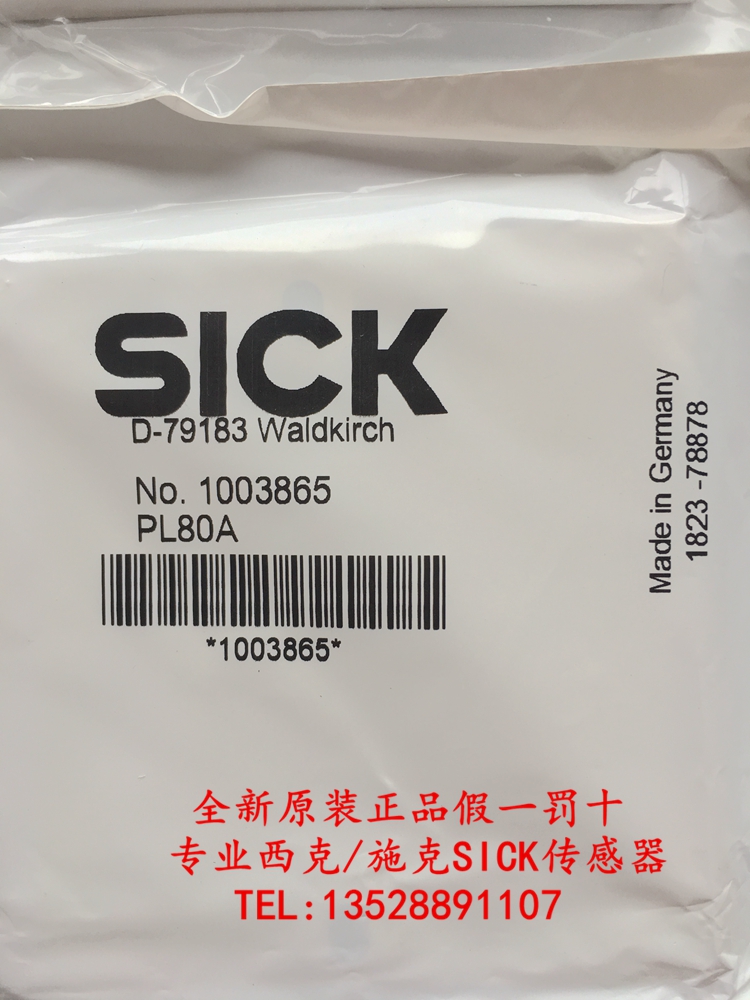 SICK
D-79183 Waldkirch
No. 1003865
PL80A
*1003865*
Made in Germany
1823 -78878
全新原装正品假一罚十
专业西克/施克SICK传感器
TEL:13528891107